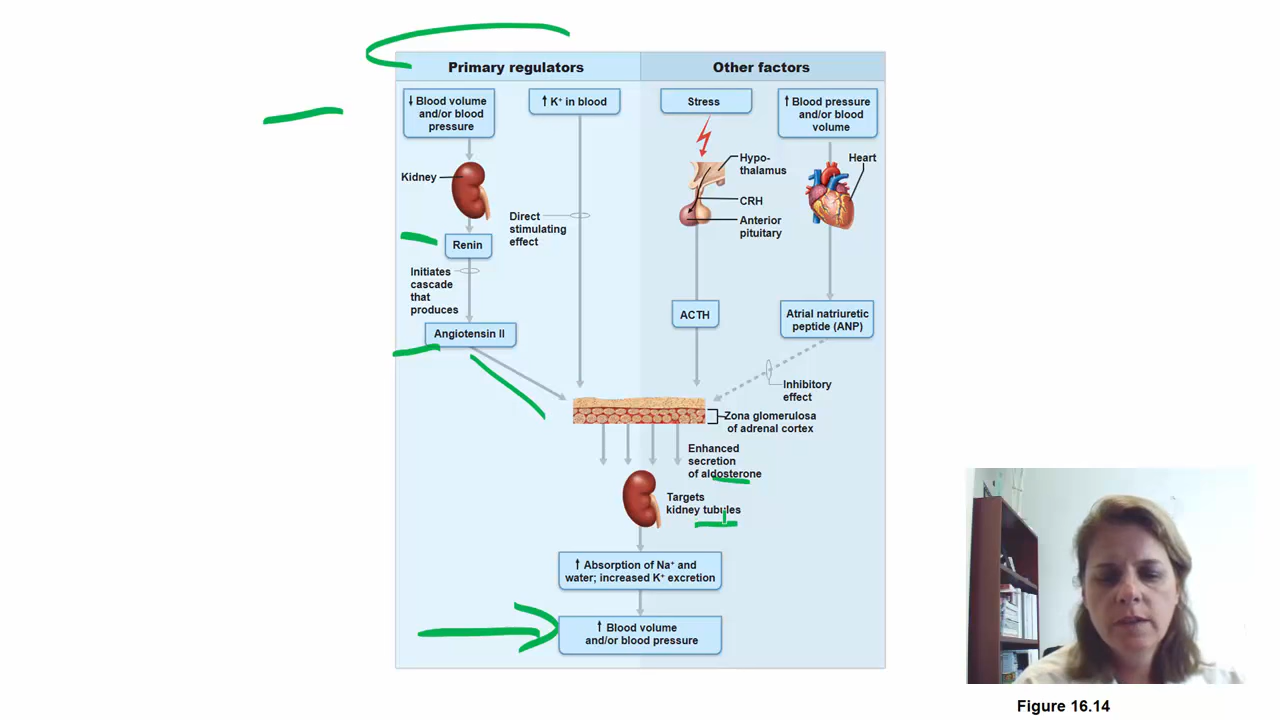 Primary regulators
Other factors
↓ Blood volume
and/or blood
pressure
↑ K⁺ in blood
Stress
↑ Blood pressure
and/or blood
volume
Kidney
Hypo-
thalamus
Heart
CRH
Direct
stimulating
effect
Anterior
pituitary
Renin
Initiates
cascade
that
produces
ACTH
Atrial natriuretic
peptide (ANP)
Angiotensin II
Inhibitory
effect
Zona glomerulosa
of adrenal cortex
Enhanced
secretion
of aldosterone
Targets
kidney tubules
↑ Absorption of Na⁺ and
water; increased K⁺ excretion
↑ Blood volume
and/or blood pressure
Figure 16.14